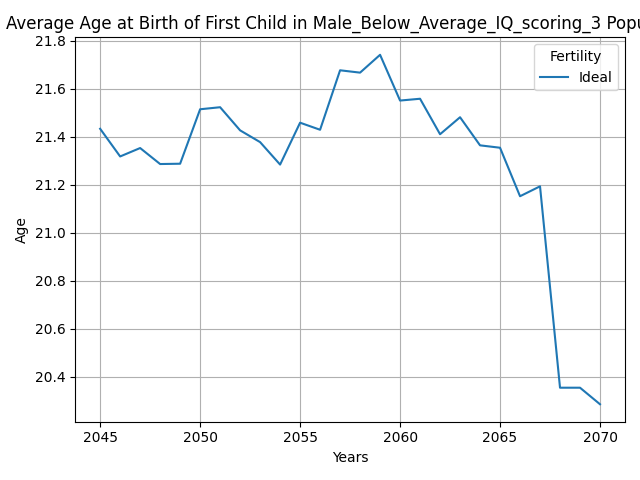 Average Age at Birth of First Child in Male_Below_Average_IQ_scoring_3
21.8
21.6
21.4
21.2
21.0
20.8
20.6
20.4
Age
Fertility
Ideal
2045 2050 2055 2060 2065 2070
Years